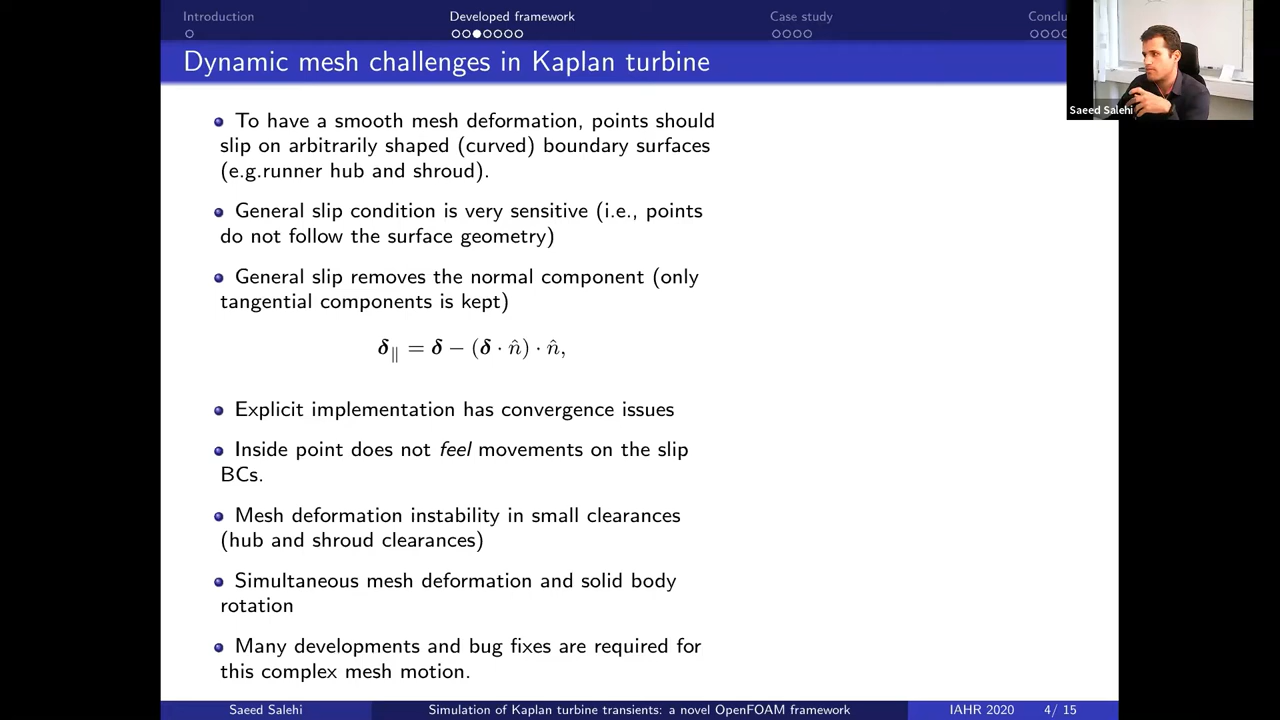 Introduction
Developed framework
Case study
Conclu
Dynamic mesh challenges in Kaplan turbine
Saeed Salehi
To have a smooth mesh deformation, points should
slip on arbitrarily shaped (curved) boundary surfaces
(e.g.runner hub and shroud).
General slip condition is very sensitive (i.e., points
do not follow the surface geometry)
General slip removes the normal component (only
tangential components is kept)
δ∥ = δ − (δ · n̂) · n̂,
Explicit implementation has convergence issues
Inside point does not feel movements on the slip
BCs.
Mesh deformation instability in small clearances
(hub and shroud clearances)
Simultaneous mesh deformation and solid body
rotation
Many developments and bug fixes are required for
this complex mesh motion.
Saeed Salehi
Simulation of Kaplan turbine transients: a novel OpenFOAM framework
IAHR 2020
4/ 15